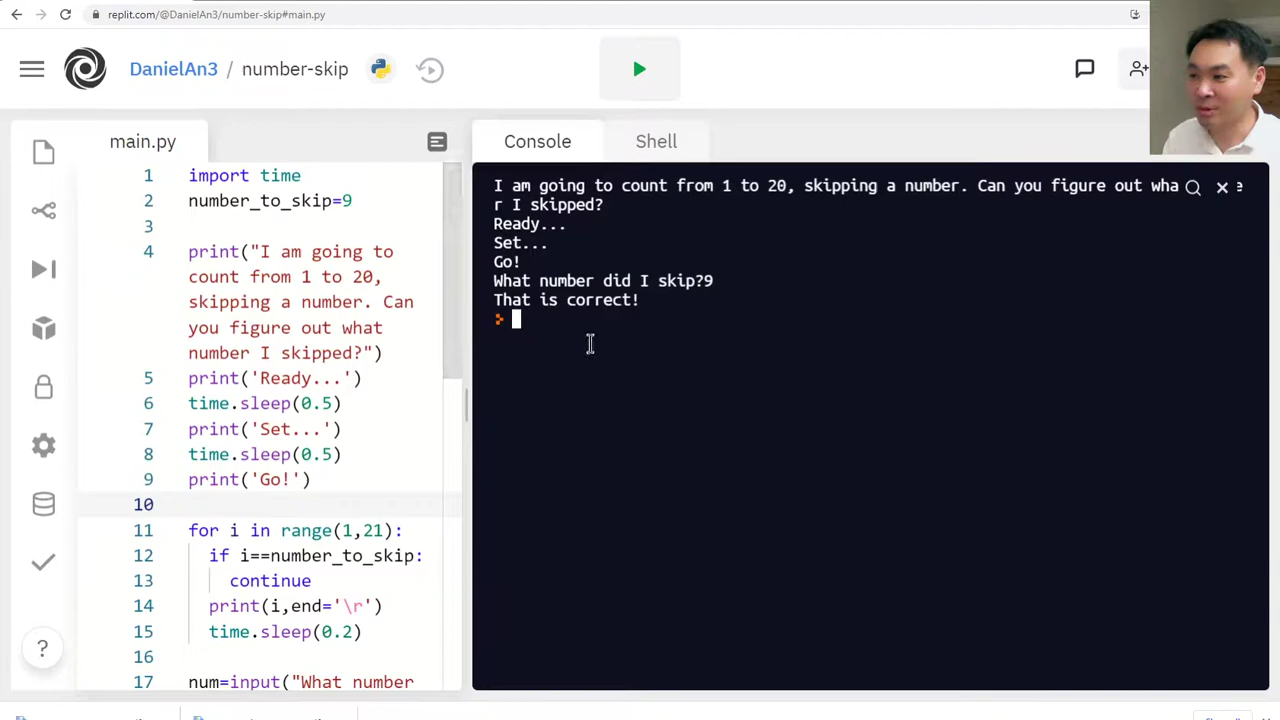 replit.com/@DanielAn3/number-skip#main.py
DanielAn3 / number-skip
main.py
Console
Shell
1 import time
2 number_to_skip=9
3
4 print("I am going to
count from 1 to 20,
skipping a number. Can
you figure out what
number I skipped?")
5 print('Ready...')
6 time.sleep(0.5)
7 print('Set...')
8 time.sleep(0.5)
9 print('Go!')
10
11 for i in range(1,21):
12 if i==number_to_skip:
13 continue
14 print(i,end='\r')
15 time.sleep(0.2)
16
17 num=input("What number
?
I am going to count from 1 to 20, skipping a number. Can you figure out wha e
r I skipped?
Ready...
Set...
Go!
What number did I skip?9
That is correct!